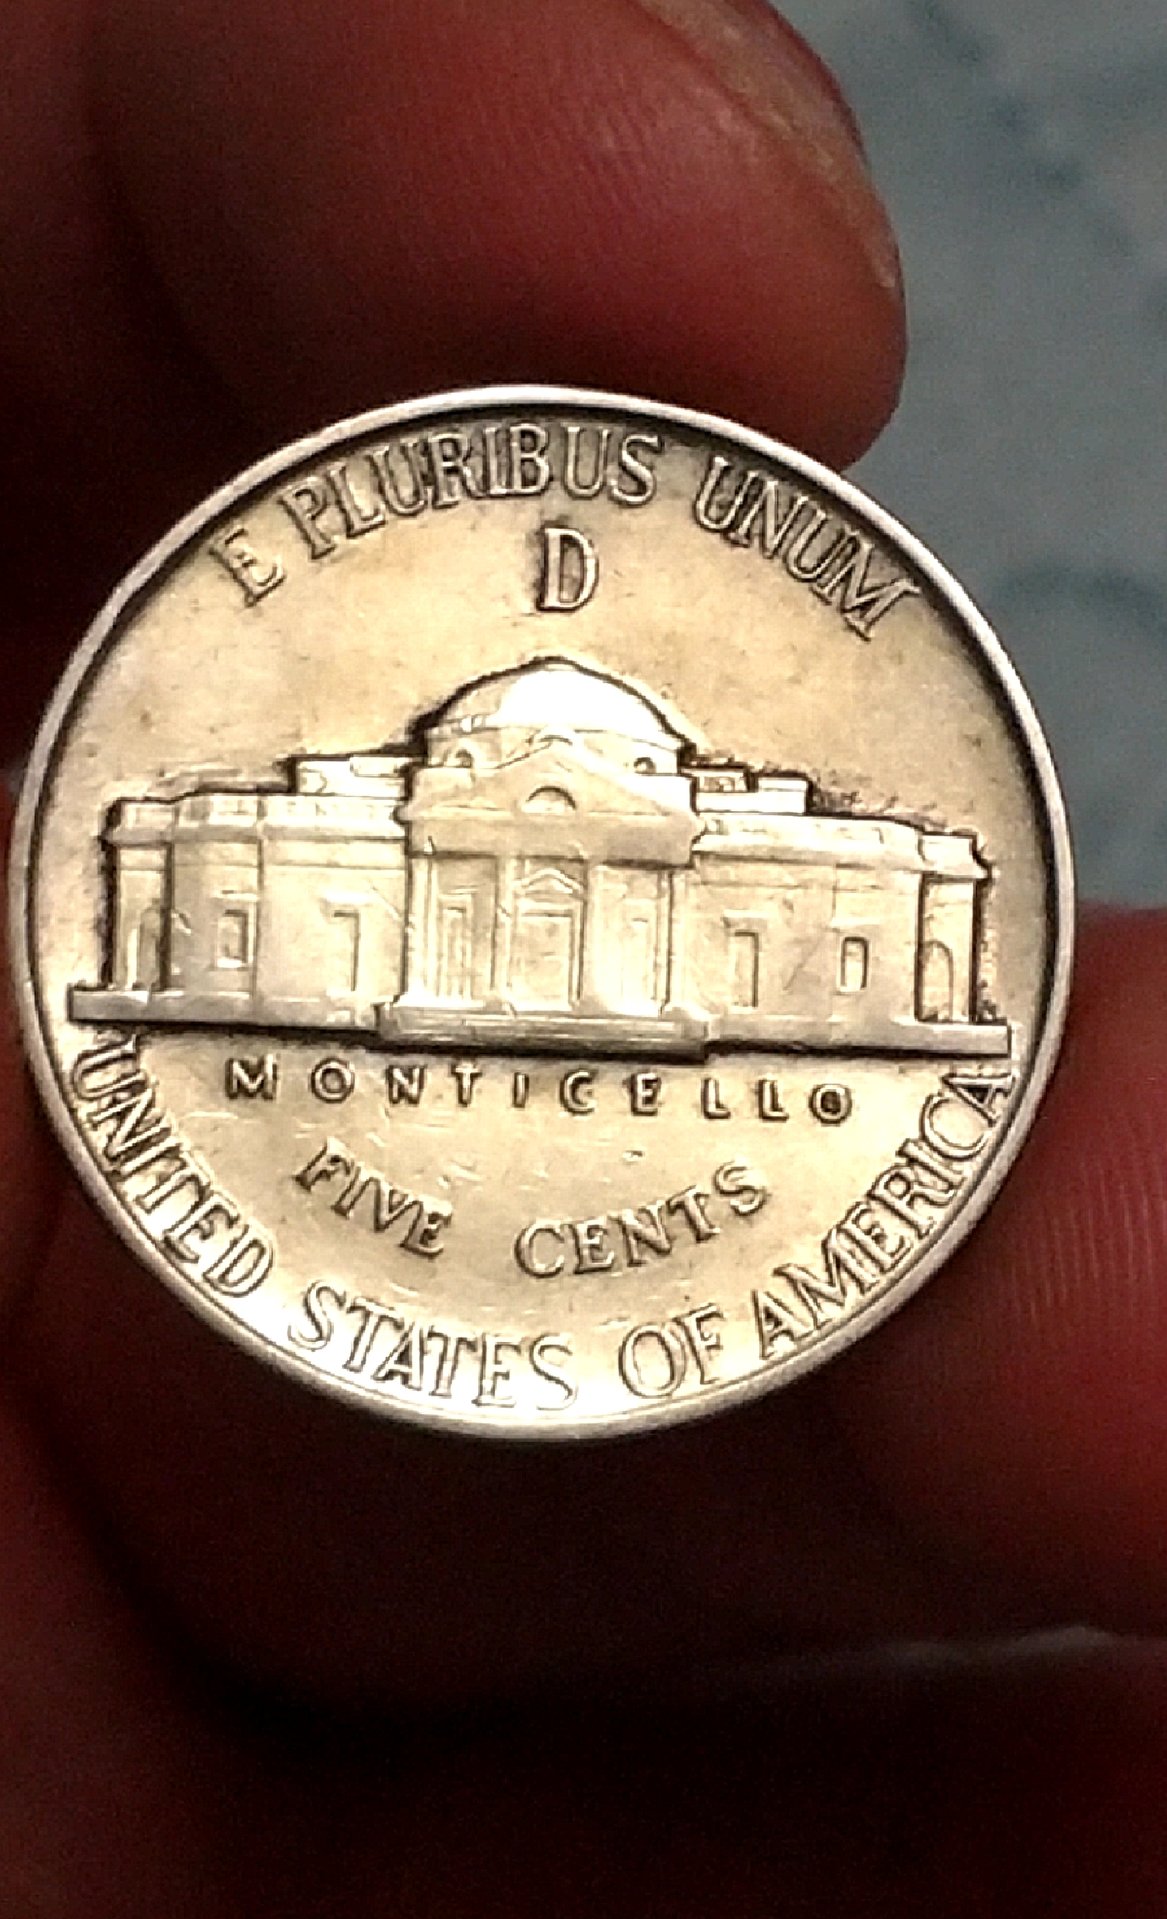 E PLURIBUS UNUM
D
MONTICELLO
FIVE CENTS
UNITED STATES OF AMERICA